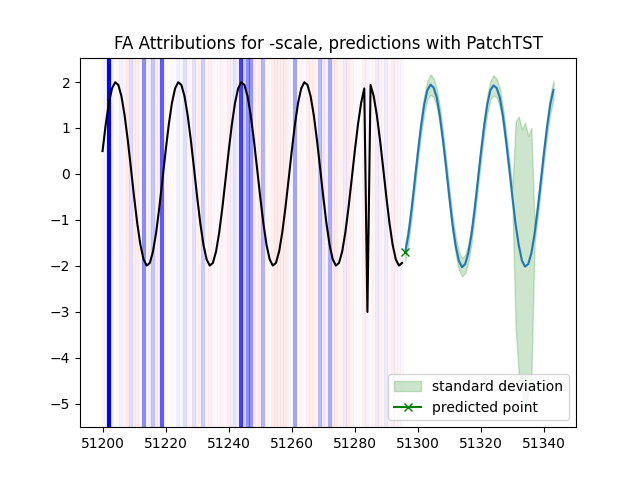 FA Attributions for -scale, predictions with PatchTST
2
1
0
−1
−2
−3
−4
−5
standard deviation
predicted point
51200 51220 51240 51260 51280 51300 51320 51340